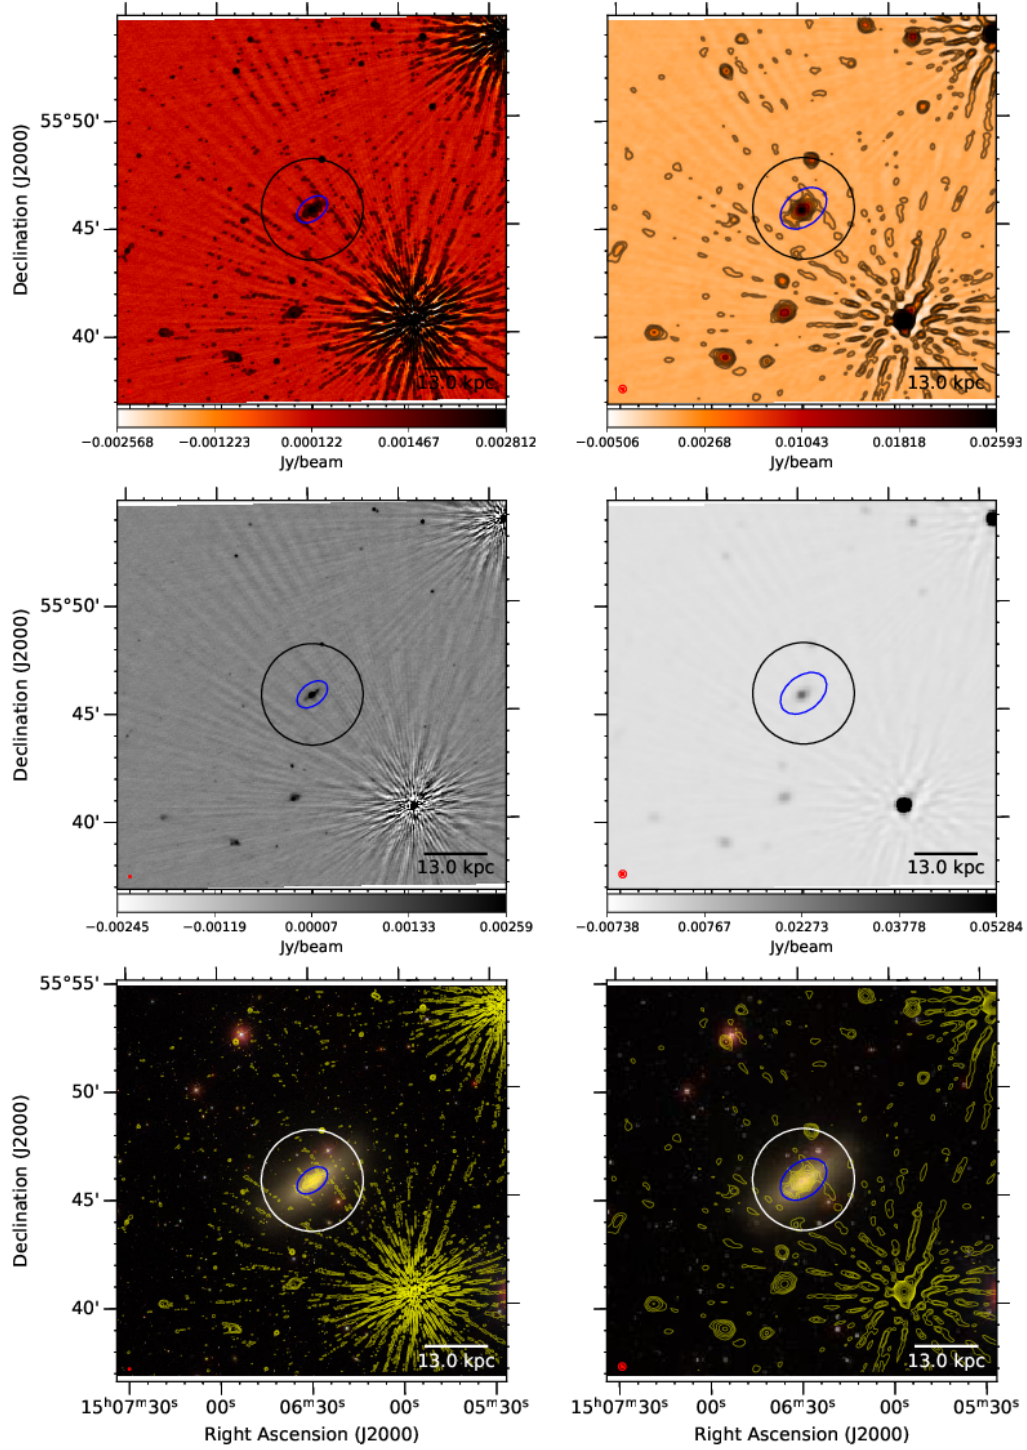 Declination (J2000)
55°50'
45'
40'
13.0 kpc
13.0 kpc
−0.002568 −0.001223 0.000122 0.001467 0.002812
Jy/beam
−0.00506 0.00268 0.01043 0.01818 0.02593
Jy/beam
Declination (J2000)
55°50'
45'
40'
13.0 kpc
13.0 kpc
−0.00245 −0.00119 0.00007 0.00133 0.00259
Jy/beam
−0.00738 0.00767 0.02273 0.03778 0.05284
Jy/beam
Declination (J2000)
55°55'
50'
45'
40'
13.0 kpc
13.0 kpc
15ʰ07ᵐ30ˢ 00ˢ 06ᵐ30ˢ 00ˢ 05ᵐ30ˢ
Right Ascension (J2000)
15ʰ07ᵐ30ˢ 00ˢ 06ᵐ30ˢ 00ˢ 05ᵐ30ˢ
Right Ascension (J2000)